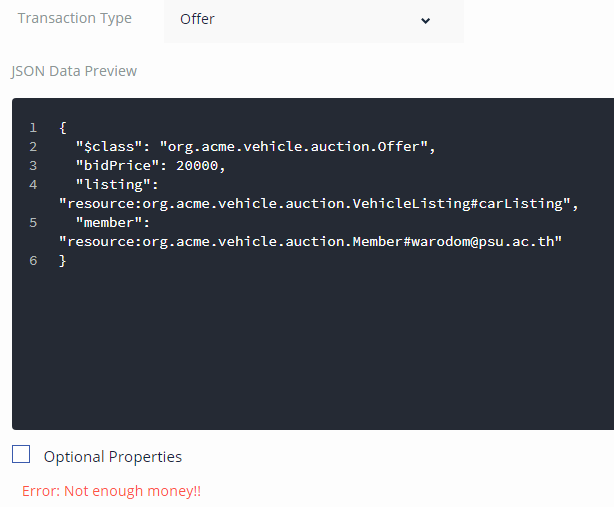 Transaction Type
Offer
JSON Data Preview
1 {
2 "$class": "org.acme.vehicle.auction.Offer",
3 "bidPrice": 20000,
4 "listing":
"resource:org.acme.vehicle.auction.VehicleListing#carListing",
5 "member":
"resource:org.acme.vehicle.auction.Member#warodom@psu.ac.th"
6 }
Optional Properties
Error: Not enough money!!